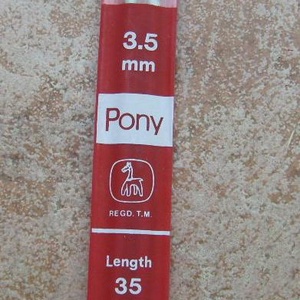 3.5
mm
Pony
REGD. T.M.
Length
35